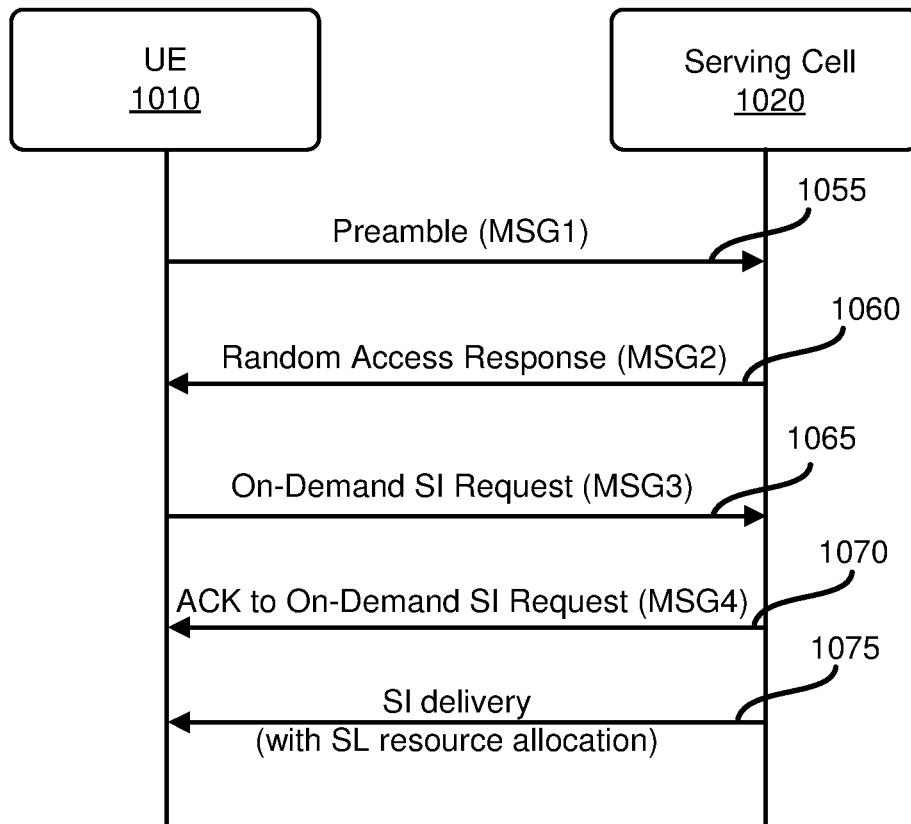 UE
1010
Serving Cell
1020
1055
Preamble (MSG1)
1060
Random Access Response (MSG2)
1065
On-Demand SI Request (MSG3)
1070
ACK to On-Demand SI Request (MSG4)
1075
SI delivery
(with SL resource allocation)